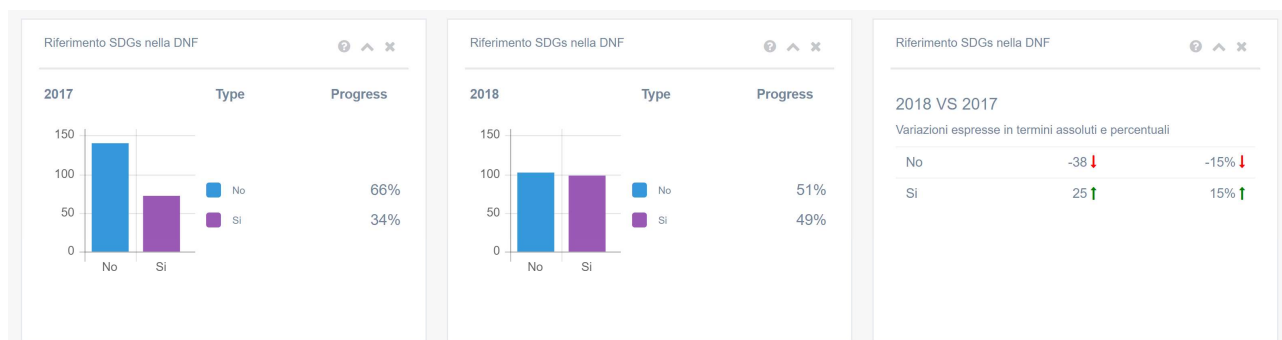 Riferimento SDGs nella DNF
2017 Type Progress
150
100
50
0
No Si
No 66%
Si 34%
Riferimento SDGs nella DNF
2018 Type Progress
150
100
50
0
No Si
No 51%
Si 49%
Riferimento SDGs nella DNF
2018 VS 2017
Variazioni espresse in termini assoluti e percentuali
No -38 -15%
Si 25 15%